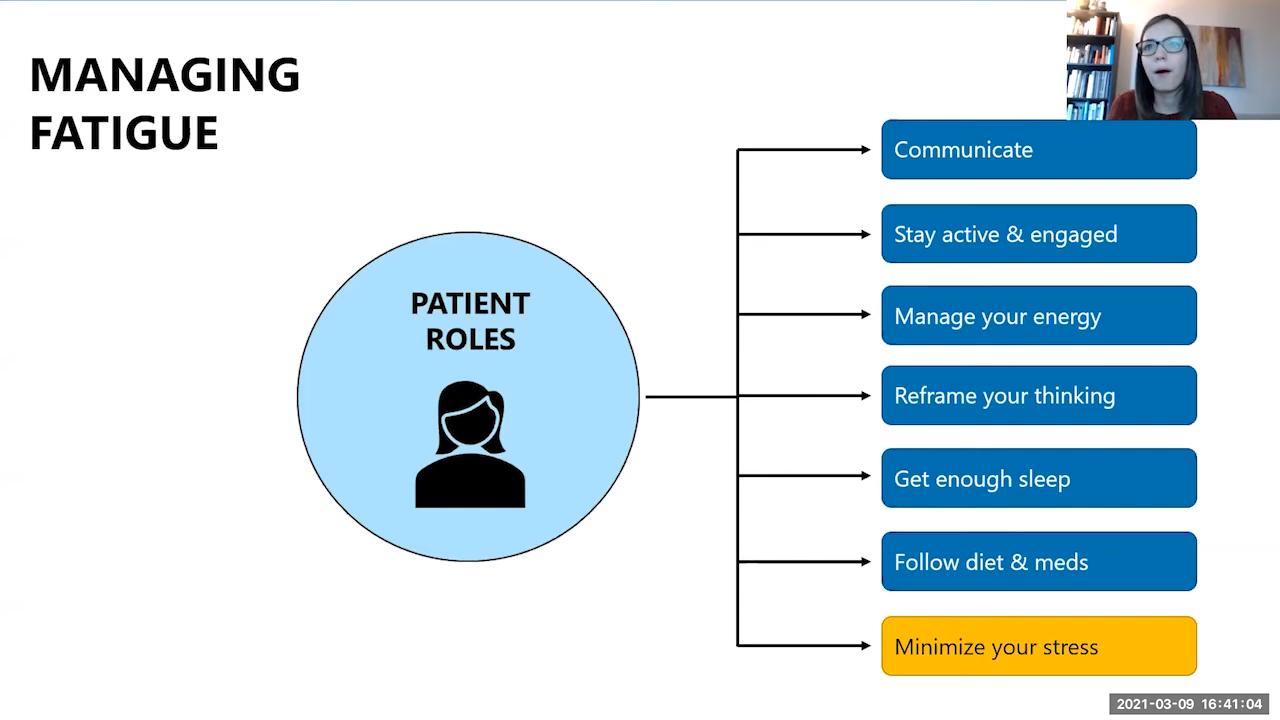 MANAGING
FATIGUE
PATIENT
ROLES
Communicate
Stay active & engaged
Manage your energy
Reframe your thinking
Get enough sleep
Follow diet & meds
Minimize your stress
2021-03-09 16:41:04